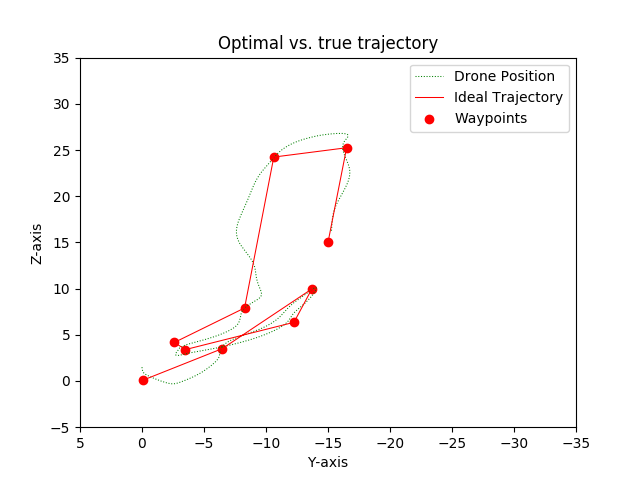 Optimal vs. true trajectory
Drone Position
Ideal Trajectory
Waypoints
35
30
25
20
15
10
5
0
−5
Z-axis
5 0 −5 −10 −15 −20 −25 −30 −35
Y-axis